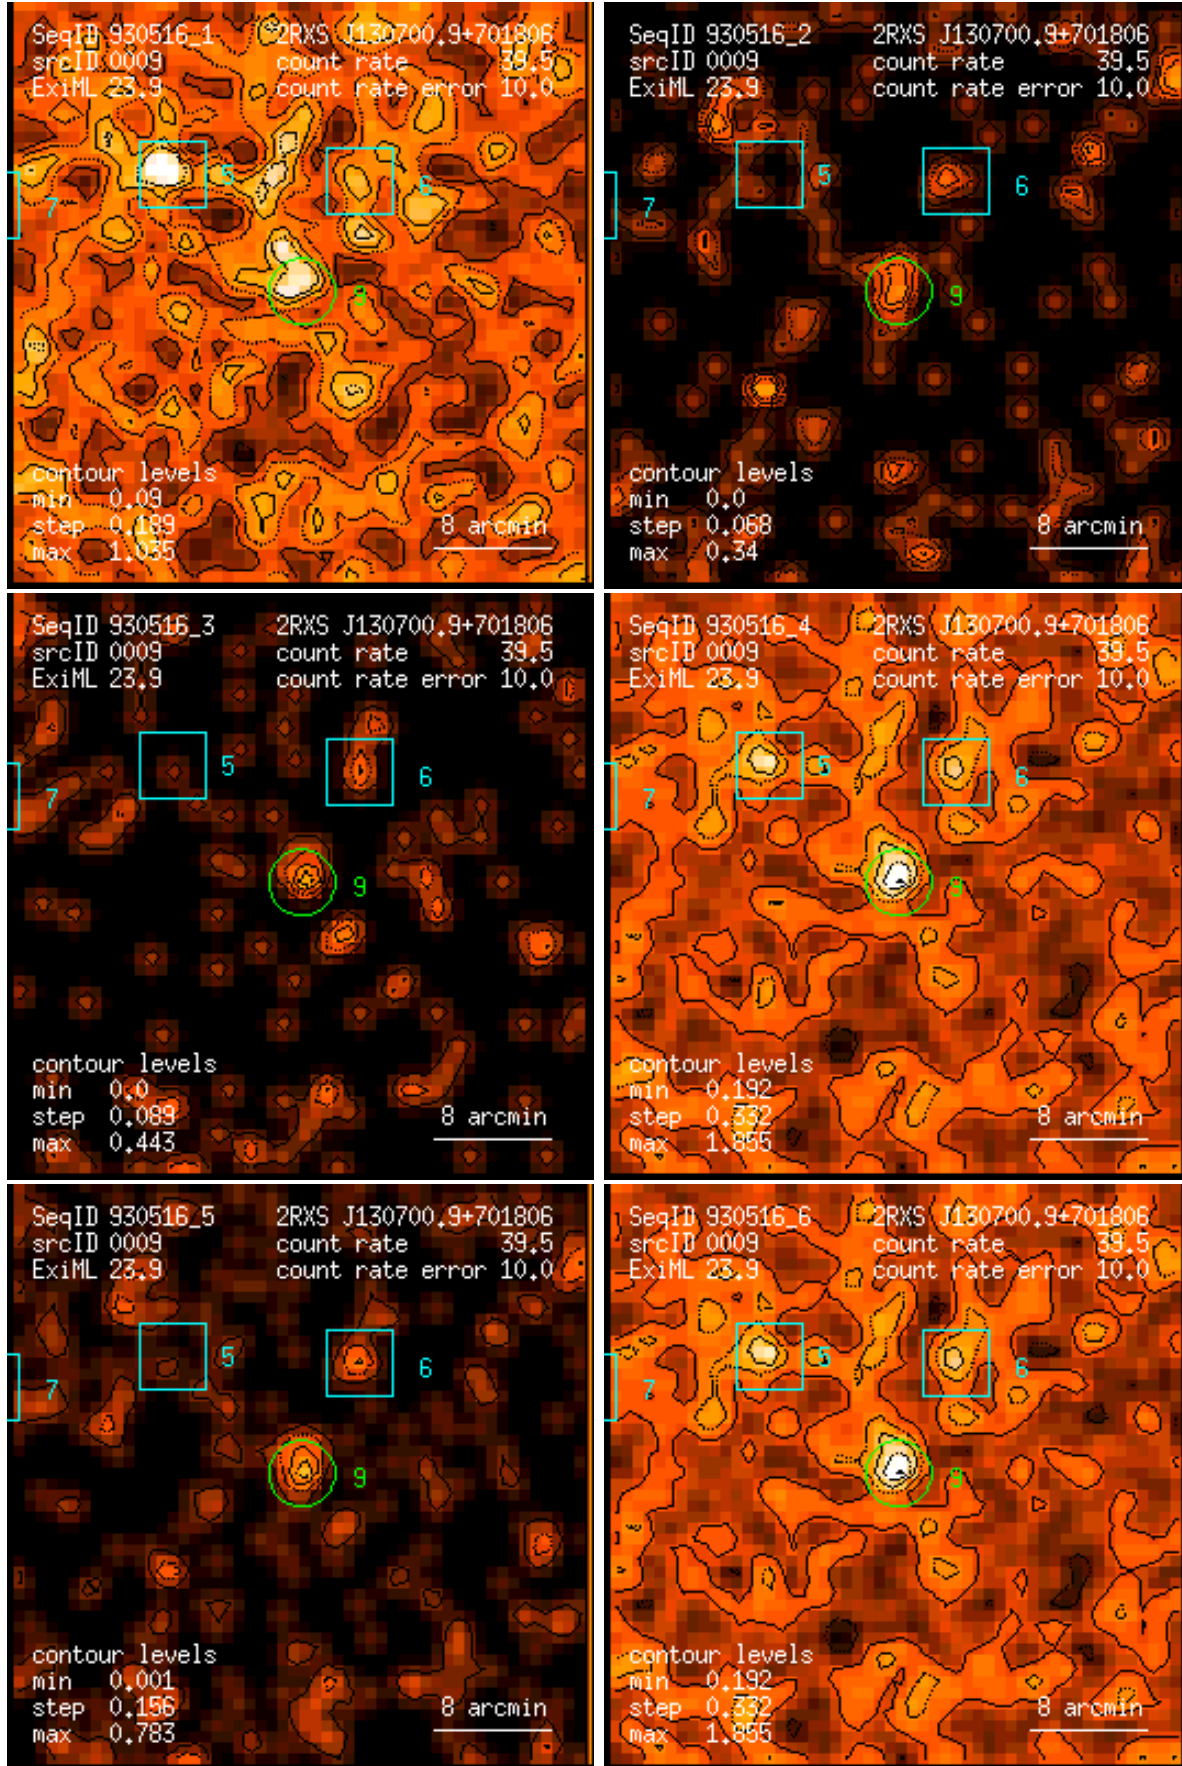 SeqID 930516_1 2RXS J130700.9+701806
srcID 0009 count rate 39.5
ExiML 23.9 count rate error 10.0
5
6
7
9
contour levels
min 0.09
step 0.189 8 arcmin
max 1.035
SeqID 930516_2 2RXS J130700.9+701806
srcID 0009 count rate 39.5
ExiML 23.9 count rate error 10.0
5
6
7
9
contour levels
min 0.0
step 0.068 8 arcmin
max 0.34
SeqID 930516_3 2RXS J130700.9+701806
srcID 0009 count rate 39.5
ExiML 23.9 count rate error 10.0
5
6
7
9
contour levels
min 0.0
step 0.089 8 arcmin
max 0.443
SeqID 930516_4 2RXS J130700.9+701806
srcID 0009 count rate 39.5
ExiML 23.9 count rate error 10.0
5
6
7
9
contour levels
min 0.192
step 0.332 8 arcmin
max 1.855
SeqID 930516_5 2RXS J130700.9+701806
srcID 0009 count rate 39.5
ExiML 23.9 count rate error 10.0
5
6
7
9
contour levels
min 0.001
step 0.156 8 arcmin
max 0.783
SeqID 930516_6 2RXS J130700.9+701806
srcID 0009 count rate 39.5
ExiML 23.9 count rate error 10.0
5
6
7
9
contour levels
min 0.192
step 0.332 8 arcmin
max 1.855